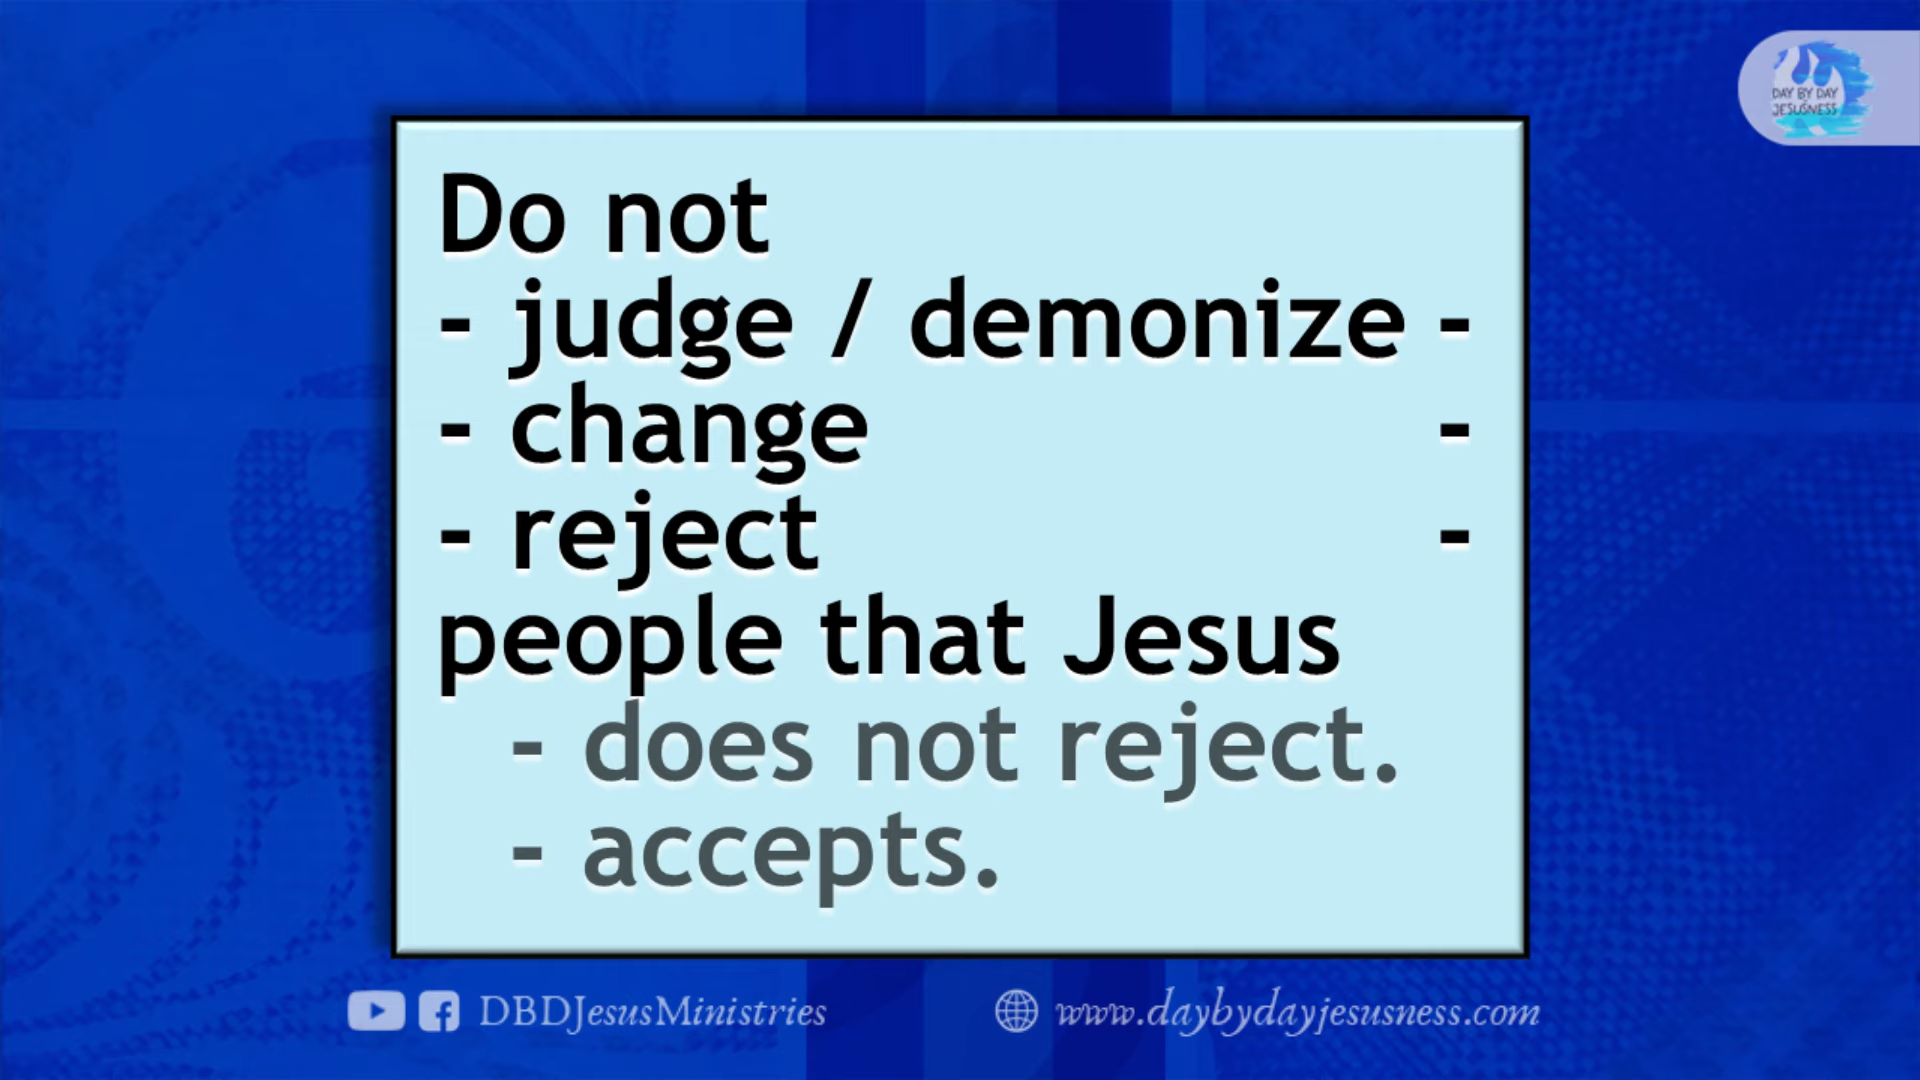 DAY BY DAY
JESUSNESS
Do not
- judge / demonize -
- change -
- reject -
people that Jesus
- does not reject.
- accepts.
DBDJesusMinistries
www.daybydayjesusness.com